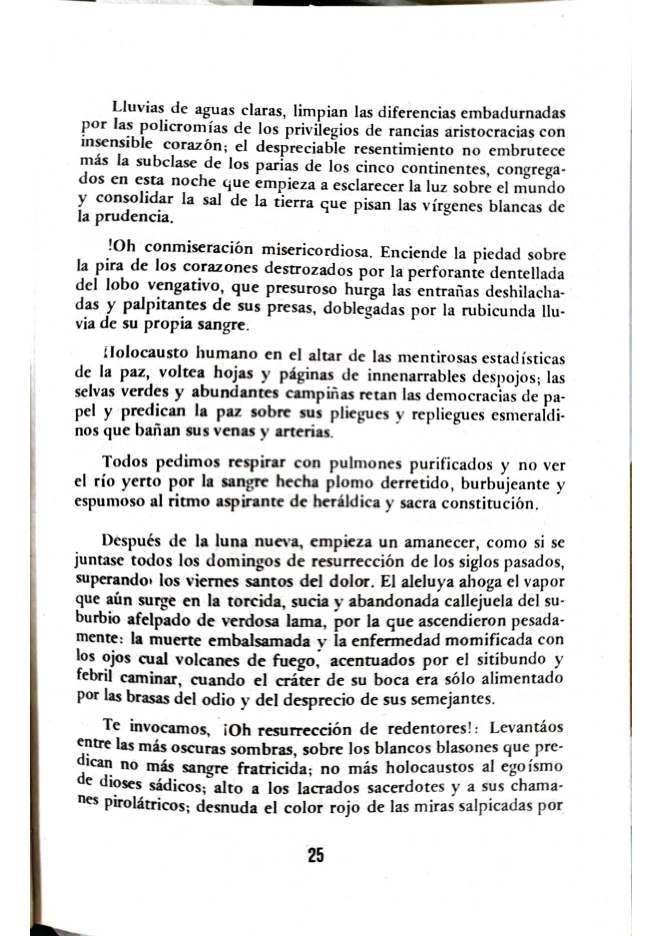 Lluvias de aguas claras, limpian las diferencias embadurnadas
por las policromías de los privilegios de rancias aristocracias con
insensible corazón; el despreciable resentimiento no embrutece
más la subclase de los parias de los cinco continentes, congrega-
dos en esta noche que empieza a esclarecer la luz sobre el mundo
y consolidar la sal de la tierra que pisan las vírgenes blancas de
la prudencia.
!Oh conmiseración misericordiosa. Enciende la piedad sobre
la pira de los corazones destrozados por la perforante dentellada
del lobo vengativo, que presuroso hurga las entrañas deshilacha-
das y palpitantes de sus presas, doblegadas por la rubicunda llu-
via de su propia sangre.
¡Iolocausto humano en el altar de las mentirosas estadísticas
de la paz, voltea hojas y páginas de innenarrables despojos; las
selvas verdes y abundantes campiñas retan las democracias de pa-
pel y predican la paz sobre sus pliegues y repliegues esmeraldi-
nos que bañan sus venas y arterias.
Todos pedimos respirar con pulmones purificados y no ver
el río yerto por la sangre hecha plomo derretido, burbujeante y
espumoso al ritmo aspirante de heráldica y sacra constitución.
Después de la luna nueva, empieza un amanecer, como si se
juntase todos los domingos de resurrección de los siglos pasados,
superando los viernes santos del dolor. El aleluya ahoga el vapor
que aún surge en la torcida, sucia y abandonada callejuela del su-
burbio afelpado de verdosa lama, por la que ascendieron pesada-
mente: la muerte embalsamada y la enfermedad momificada con
los ojos cual volcanes de fuego, acentuados por el sitibundo y
febril caminar, cuando el cráter de su boca era sólo alimentado
por las brasas del odio y del desprecio de sus semejantes.
Te invocamos, ¡Oh resurrección de redentores!: Levantáos
entre las más oscuras sombras, sobre los blancos blasones que pre-
dican no más sangre fratricida; no más holocaustos al egoísmo
de dioses sádicos; alto a los lacrados sacerdotes y a sus chama-
nes pirolátricos; desnuda el color rojo de las miras salpicadas por
25